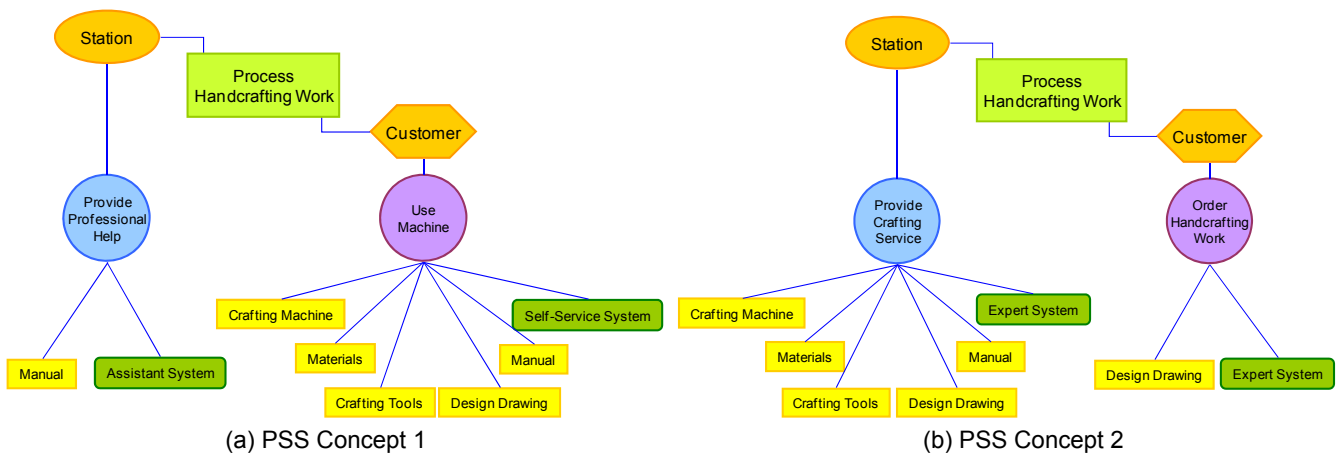 Station
Process
Handcrafting Work
Customer
Provide
Professional
Help
Use
Machine
Crafting Machine
Self-Service System
Materials
Manual
Manual
Assistant System
Crafting Tools
Design Drawing
(a) PSS Concept 1
Station
Process
Handcrafting Work
Customer
Provide
Crafting
Service
Order
Handcrafting
Work
Crafting Machine
Expert System
Materials
Manual
Design Drawing
Expert System
Crafting Tools
Design Drawing
(b) PSS Concept 2